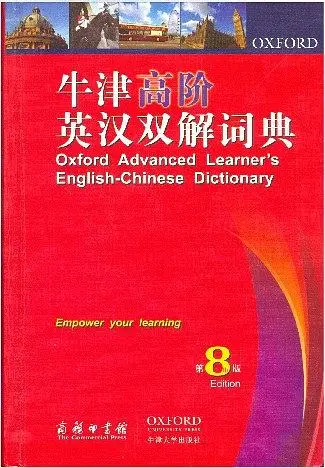 OXFORD
牛津高阶
英汉双解词典
Oxford Advanced Learner's
English-Chinese Dictionary
Empower your learning
第8版
Edition
商务印书馆
The Commercial Press
OXFORD
UNIVERSITY PRESS
牛津大学出版社